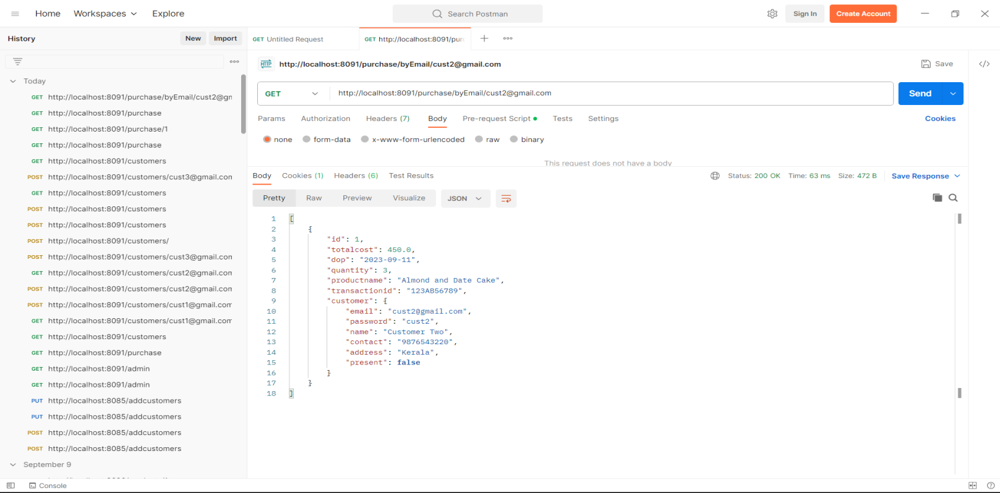 Home Workspaces Explore Search Postman Sign In Create Account
History New Import
GET Untitled Request GET http://localhost:8091/pur
http://localhost:8091/purchase/byEmail/cust2@gmail.com Save </>
GET http://localhost:8091/purchase/byEmail/cust2@gmail.com Send
Params Authorization Headers (7) Body Pre-request Script Tests Settings Cookies
none form-data x-www-form-urlencoded raw binary
This request does not have a body
Today
GET http://localhost:8091/purchase/byEmail/cust2@gn
GET http://localhost:8091/purchase
GET http://localhost:8091/purchase/1
GET http://localhost:8091/purchase
GET http://localhost:8091/customers
POST http://localhost:8091/customers/cust3@gmail.con
GET http://localhost:8091/customers
POST http://localhost:8091/customers
POST http://localhost:8091/customers
POST http://localhost:8091/customers/
POST http://localhost:8091/customers/cust3@gmail.con
GET http://localhost:8091/customers/cust2@gmail.com
POST http://localhost:8091/customers/cust2@gmail.com
POST http://localhost:8091/customers/cust1@gmail.com
GET http://localhost:8091/customers/cust1@gmail.com
GET http://localhost:8091/customers
GET http://localhost:8091/purchase
GET http://localhost:8091/admin
GET http://localhost:8091/admin
PUT http://localhost:8085/addcustomers
PUT http://localhost:8085/addcustomers
POST http://localhost:8085/addcustomers
POST http://localhost:8085/addcustomers
September 9
Body Cookies (1) Headers (6) Test Results Status: 200 OK Time: 63 ms Size: 472 B Save Response
Pretty Raw Preview Visualize JSON
1 [
2 {
3 "id": 1,
4 "totalcost": 450.0,
5 "dop": "2023-09-11",
6 "quantity": 3,
7 "productname": "Almond and Date Cake",
8 "transactionid": "123AB56789",
9 "customer": {
10 "email": "cust2@gmail.com",
11 "password": "cust2",
12 "name": "Customer Two",
13 "contact": "9876543220",
14 "address": "Kerala",
15 "present": false
16 }
17 }
18 ]
Console